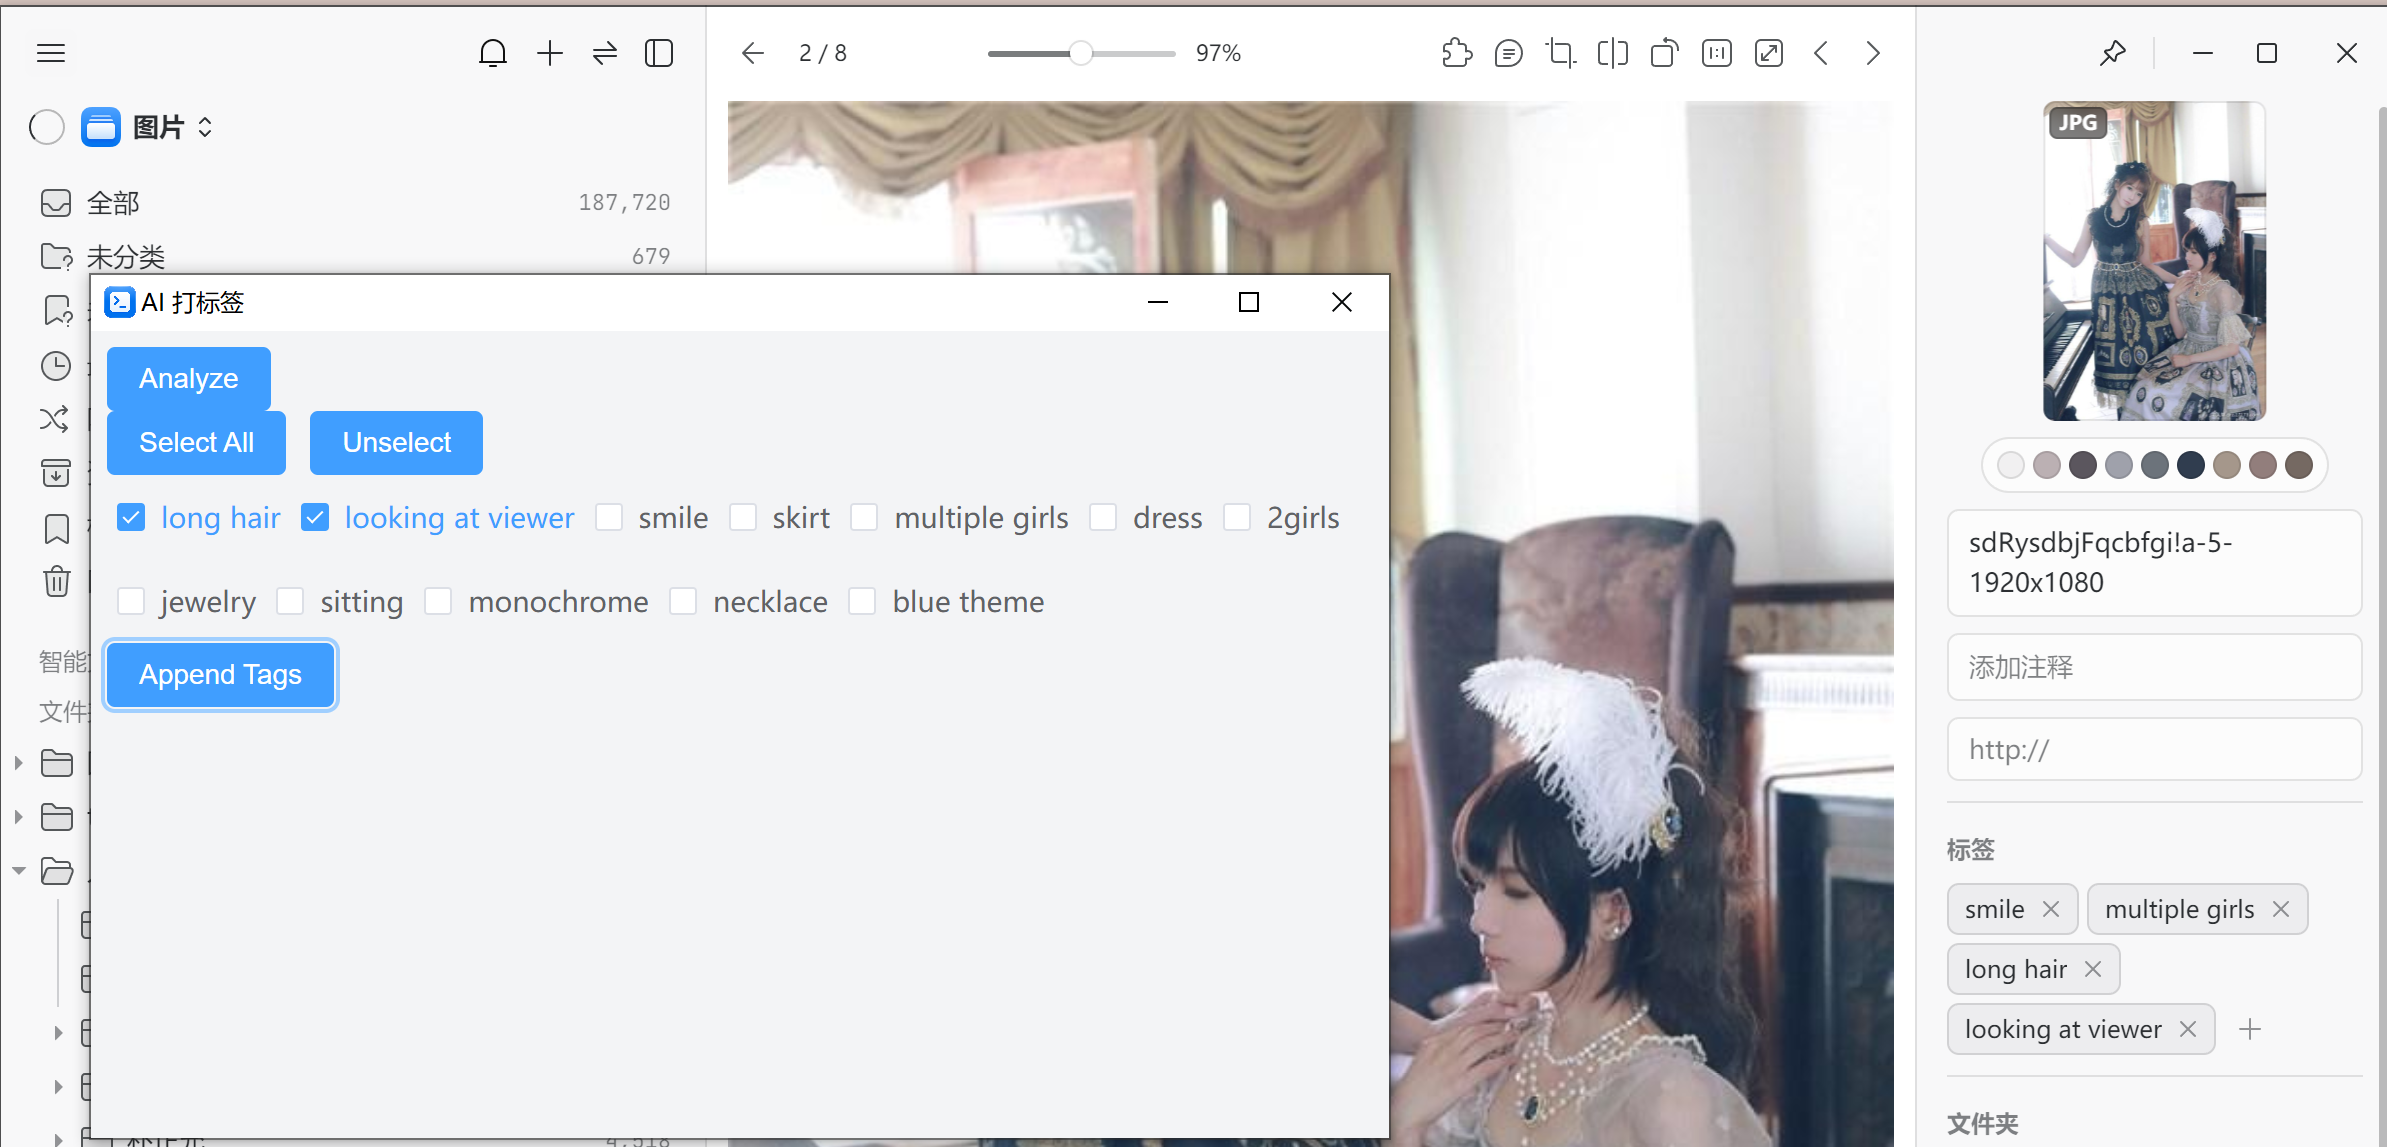 图片
全部 187,720
未分类 679
智能
文件
4,518
2 / 8 97%
AI 打标签
Analyze
Select All Unselect
long hair looking at viewer smile skirt multiple girls dress 2girls
jewelry sitting monochrome necklace blue theme
Append Tags
JPG
sdRysdbjFqcbfgi!a-5-
1920x1080
添加注释
http://
标签
smile multiple girls
long hair
looking at viewer
文件夹